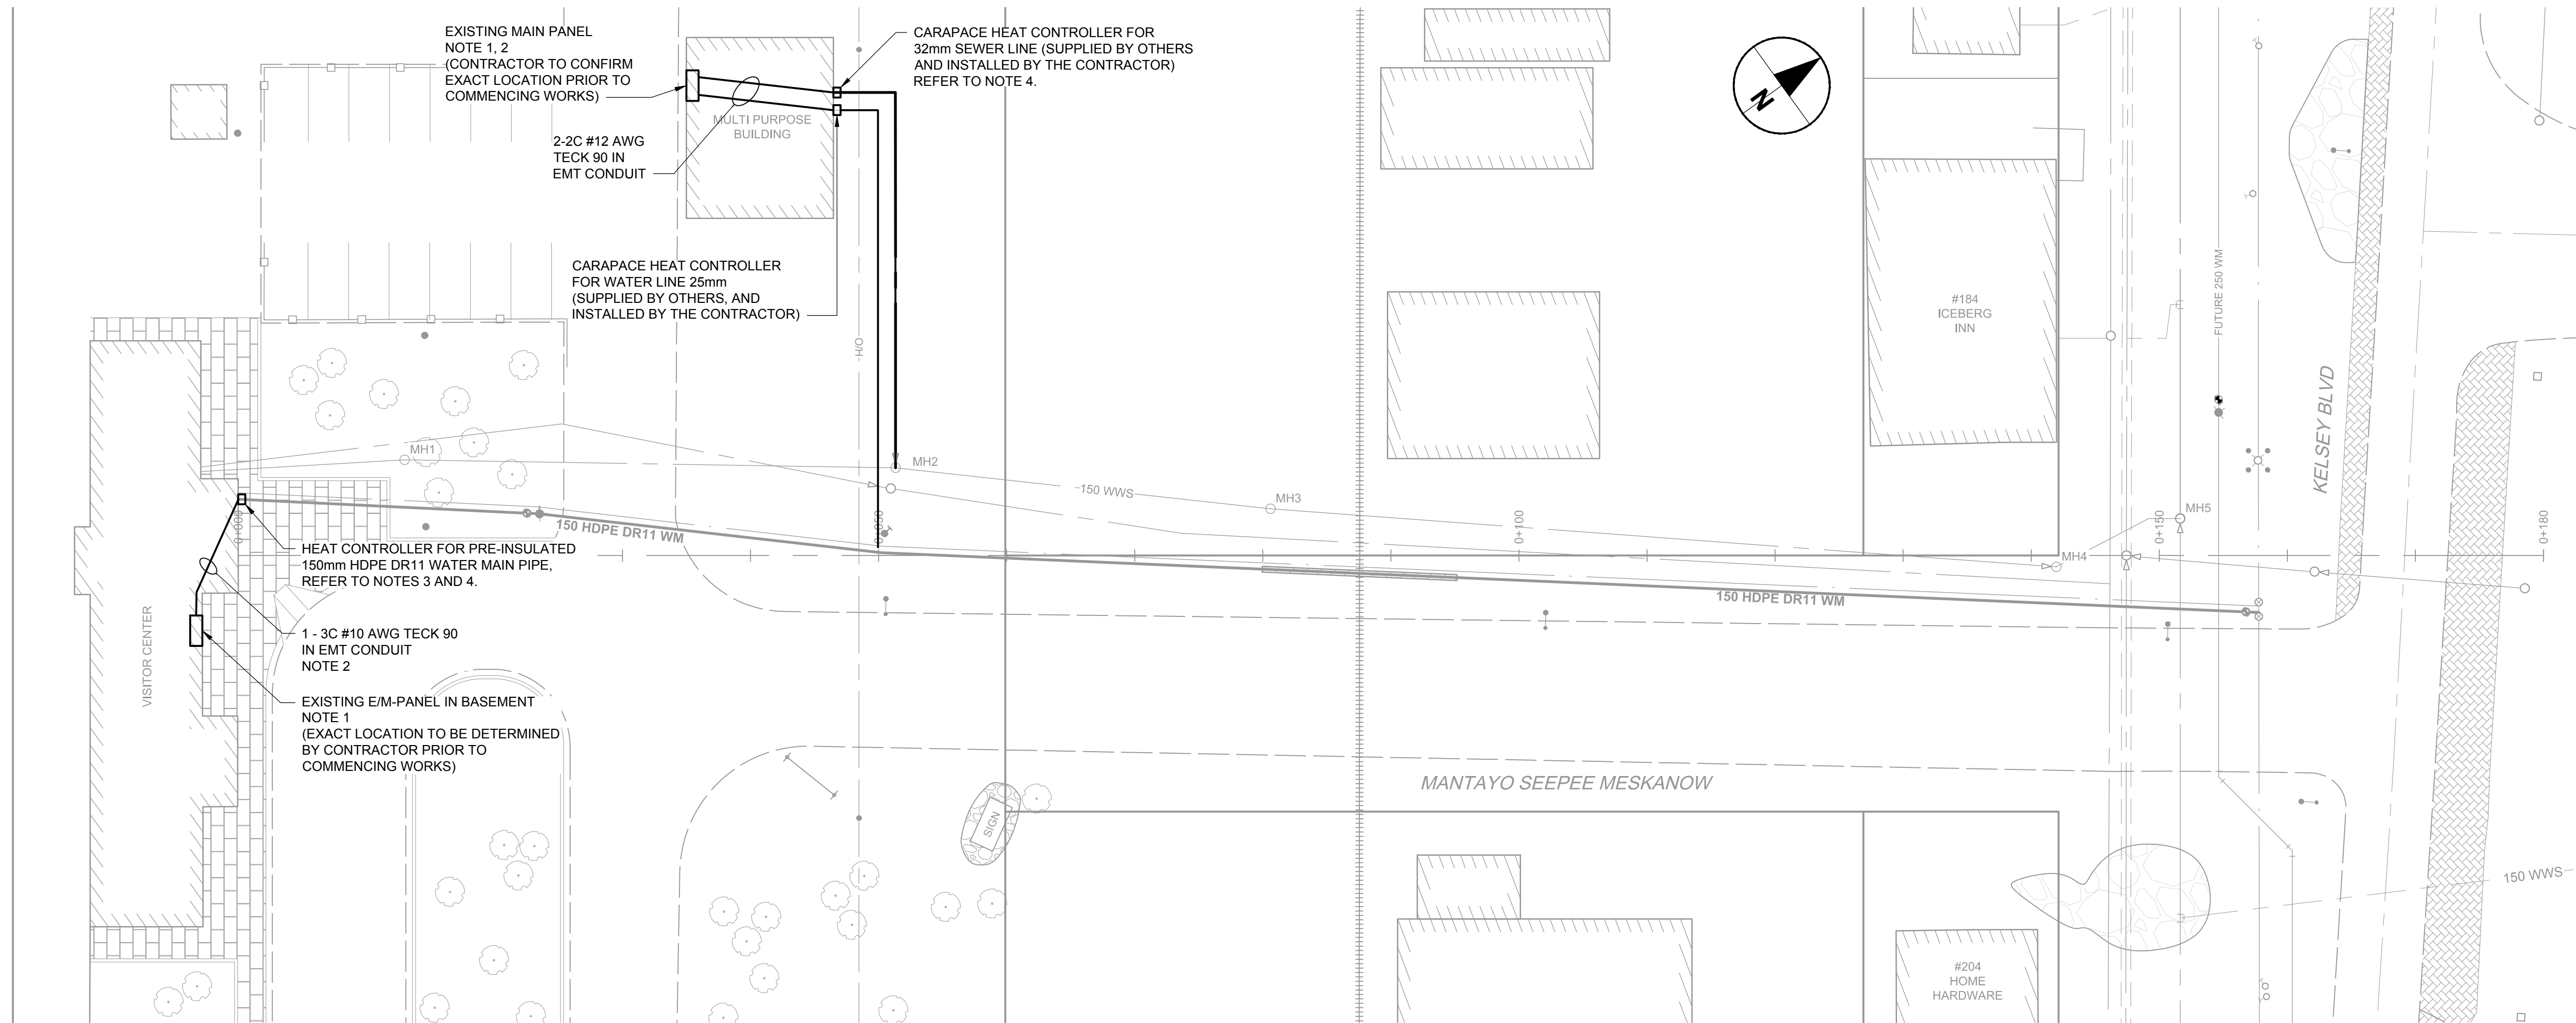 EXISTING MAIN PANEL
NOTE 1, 2
(CONTRACTOR TO CONFIRM
EXACT LOCATION PRIOR TO
COMMENCING WORKS)
CARAPACE HEAT CONTROLLER FOR
32mm SEWER LINE (SUPPLIED BY OTHERS
AND INSTALLED BY THE CONTRACTOR)
REFER TO NOTE 4.
N
MULTI PURPOSE
BUILDING
2-2C #12 AWG
TECK 90 IN
EMT CONDUIT
CARAPACE HEAT CONTROLLER
FOR WATER LINE 25mm
(SUPPLIED BY OTHERS, AND
INSTALLED BY THE CONTRACTOR)
H/O
#184
ICEBERG
INN
FUTURE 250 WM
KELSEY BLVD
MH1
MH2
150 WWS
MH3
MH4
MH5
0+000
0+050
0+100
0+150
0+180
150 HDPE DR11 WM
150 HDPE DR11 WM
HEAT CONTROLLER FOR PRE-INSULATED
150mm HDPE DR11 WATER MAIN PIPE,
REFER TO NOTES 3 AND 4.
VISITOR CENTER
1 - 3C #10 AWG TECK 90
IN EMT CONDUIT
NOTE 2
EXISTING E/M-PANEL IN BASEMENT
NOTE 1
(EXACT LOCATION TO BE DETERMINED
BY CONTRACTOR PRIOR TO
COMMENCING WORKS)
MANTAYO SEEPEE MESKANOW
SIGN
150 WWS
#204
HOME
HARDWARE